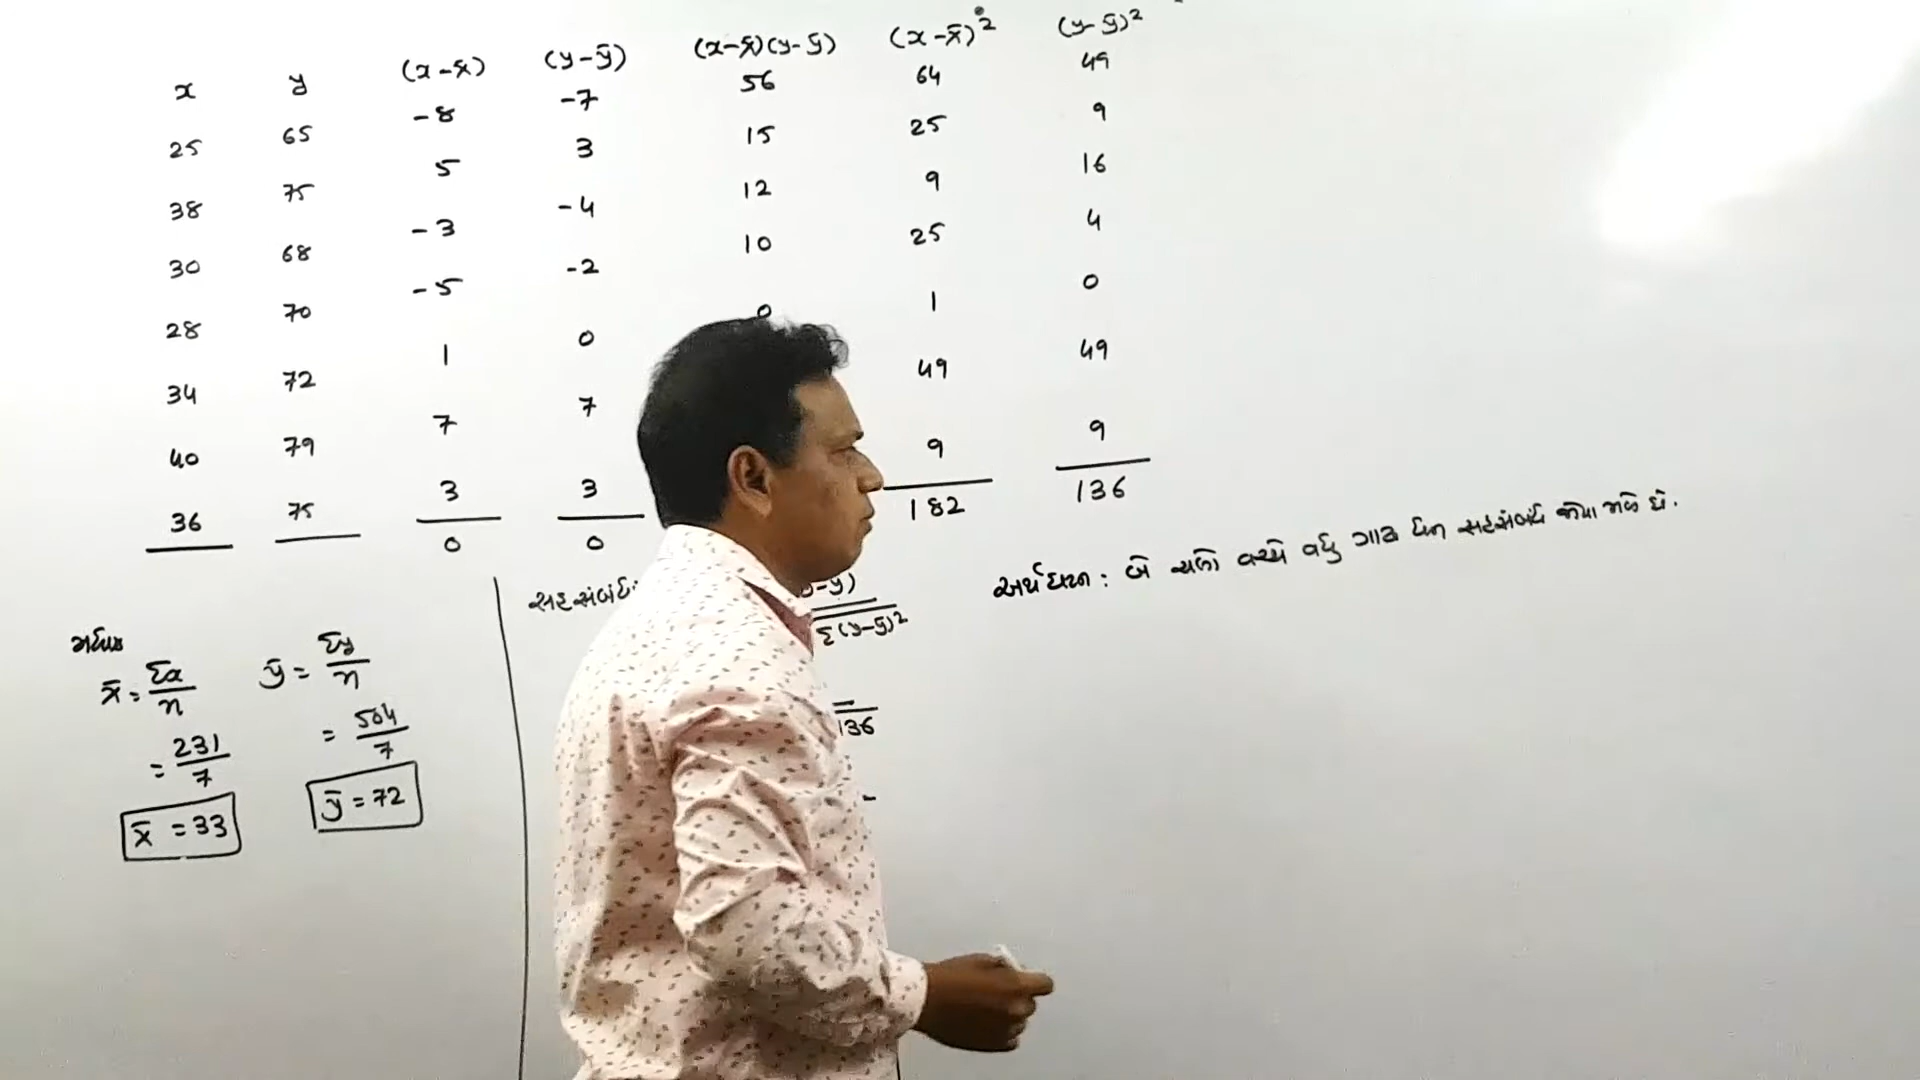 x y (x-x̄) (y-ȳ) (x-x̄)(y-ȳ) (x-x̄)² (y-ȳ)²
25 65 -8 -7 56 64 49
38 75 5 3 15 25 9
30 68 -3 -4 12 9 16
28 70 -5 -2 10 25 4
34 72 1 0 0 1 0
40 79 7 7 49 49
36 75 3 3 9 9
0 0 182 136
મધ્યક
x̄ = Σx/n ȳ = Σy/n
= 231/7 = 504/7
x̄ = 33 ȳ = 72
સહસંબંધ
-ȳ)
Σ(y-ȳ)²
136
અર્થઘટન : બે ચલો વચ્ચે વધુ ગાઢ ધન સહસંબંધ જોવા મળે છે.